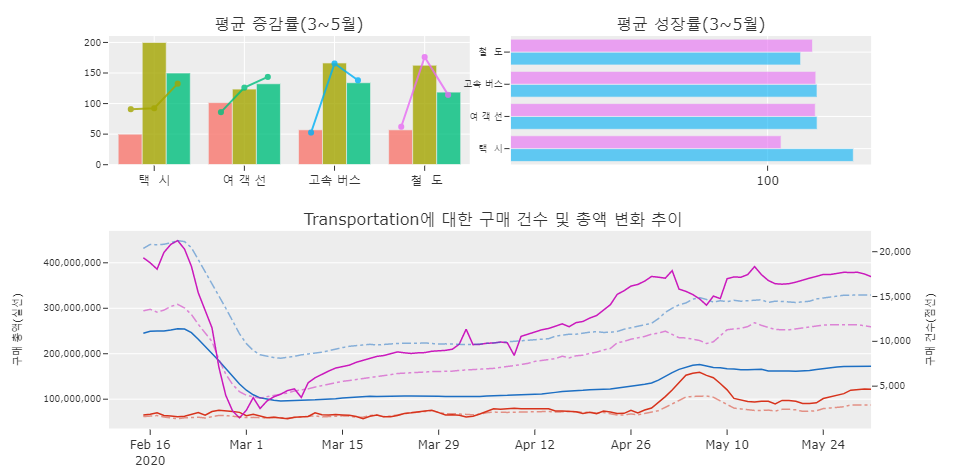 평균 증감률(3~5월)
평균 성장률(3~5월)
200
150
100
50
0
택 시
여 객 선
고속 버스
철 도
철 도
고속 버스
여 객 선
택 시
100
Transportation에 대한 구매 건수 및 총액 변화 추이
구매 총액(실선)
400,000,000
300,000,000
200,000,000
100,000,000
20,000
15,000
10,000
5,000
구매 건수(점선)
Feb 16
2020
Mar 1
Mar 15
Mar 29
Apr 12
Apr 26
May 10
May 24